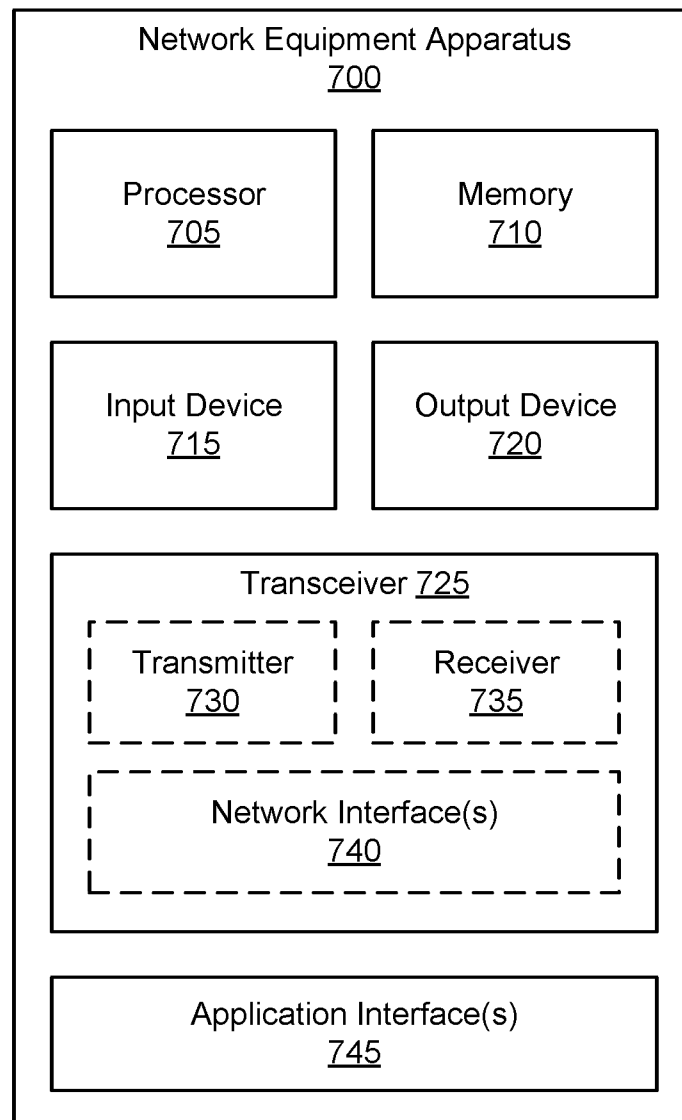 Network Equipment Apparatus
700
Processor
705
Memory
710
Input Device
715
Output Device
720
Transceiver 725
Transmitter
730
Receiver
735
Network Interface(s)
740
Application Interface(s)
745